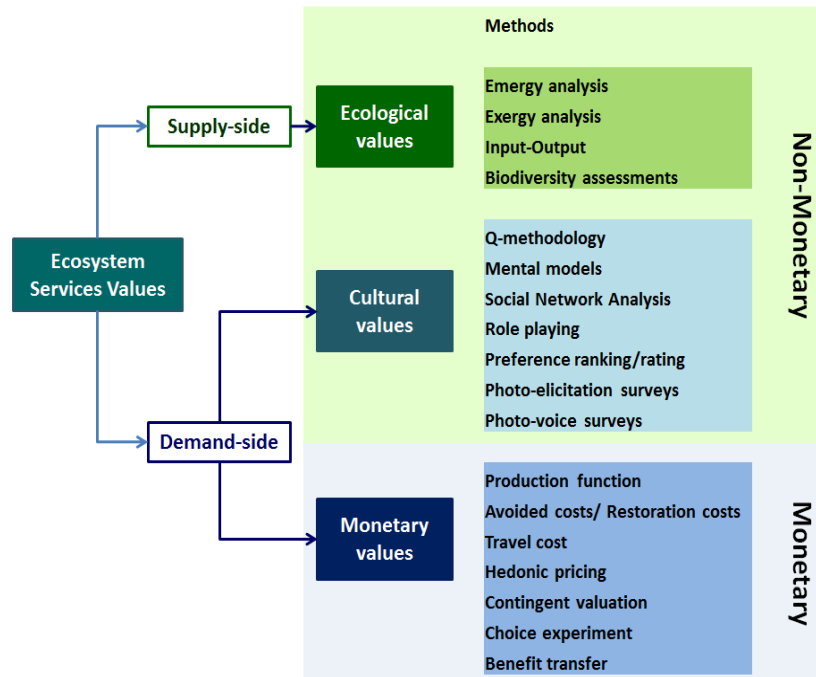 Methods
Supply-side
Ecological
values
Emergy analysis
Exergy analysis
Input-Output
Biodiversity assessments
Non-Monetary
Ecosystem
Services Values
Cultural
values
Q-methodology
Mental models
Social Network Analysis
Role playing
Preference ranking/rating
Photo-elicitation surveys
Photo-voice surveys
Demand-side
Monetary
values
Production function
Avoided costs/ Restoration costs
Travel cost
Hedonic pricing
Contingent valuation
Choice experiment
Benefit transfer
Monetary